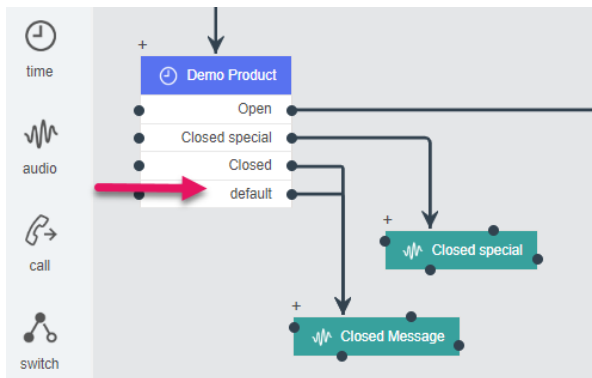 time
audio
call
switch
+
Demo Product
Open
Closed special
Closed
default
+
Closed special
+
Closed Message